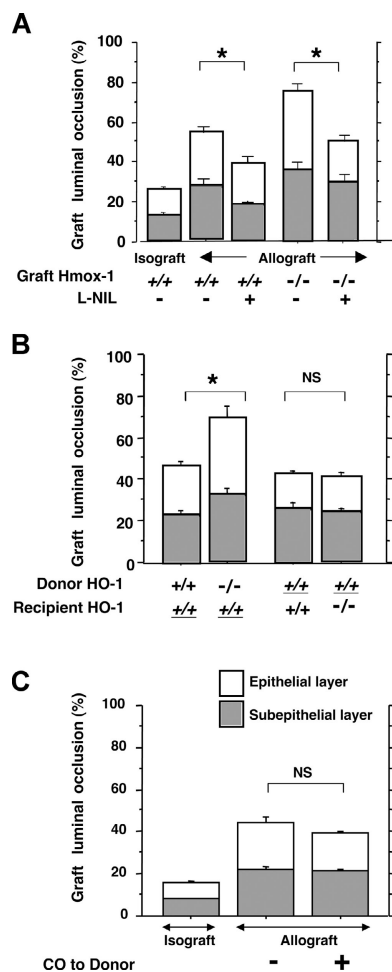 A
Graft luminal occlusion (%)
100
80
60
40
20
0
* *
Isograft Allograft
Graft Hmox-1 +/+ +/+ +/+ -/- -/-
L-NIL - - + - +
B
Graft luminal occlusion (%)
100
80
60
40
20
0
* NS
Donor HO-1 +/+ -/- +/+ +/+
Recipient HO-1 +/+ +/+ +/+ -/-
C
Graft luminal occlusion (%)
100
80
60
40
20
0
Epithelial layer
Subepithelial layer
NS
Isograft Allograft
CO to Donor - +